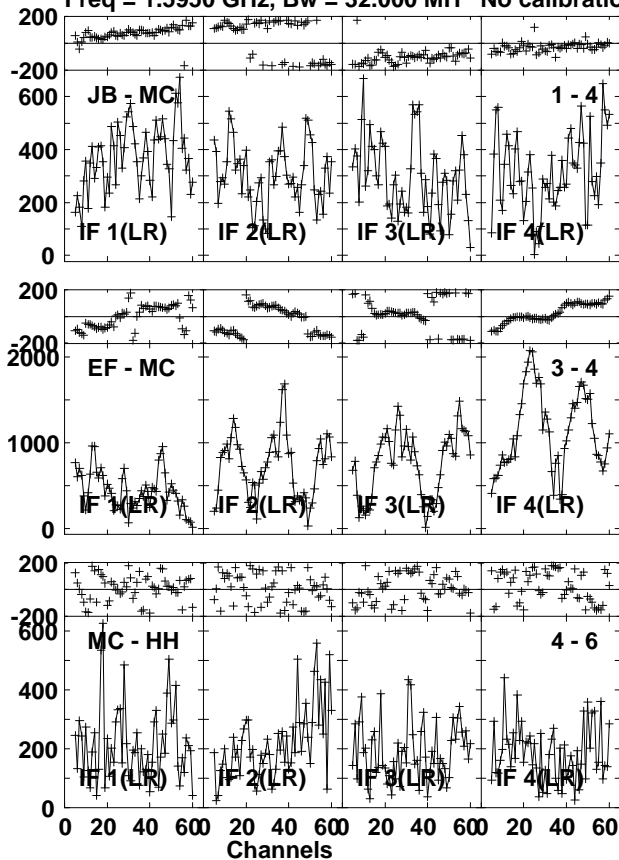 Freq = 1.5950 GHz, Bw = 32.000 MH No calibratio
200
-200
600
400
200
0
JB - MC
1 - 4
IF 1(LR)
IF 2(LR)
IF 3(LR)
IF 4(LR)
200
-200
2000
1000
0
EF - MC
3 - 4
IF 1(LR)
IF 2(LR)
IF 3(LR)
IF 4(LR)
200
-200
600
400
200
0
MC - HH
4 - 6
IF 1(LR)
IF 2(LR)
IF 3(LR)
IF 4(LR)
0 20 40 60 0 20 40 60 0 20 40 60 0 20 40 60
Channels